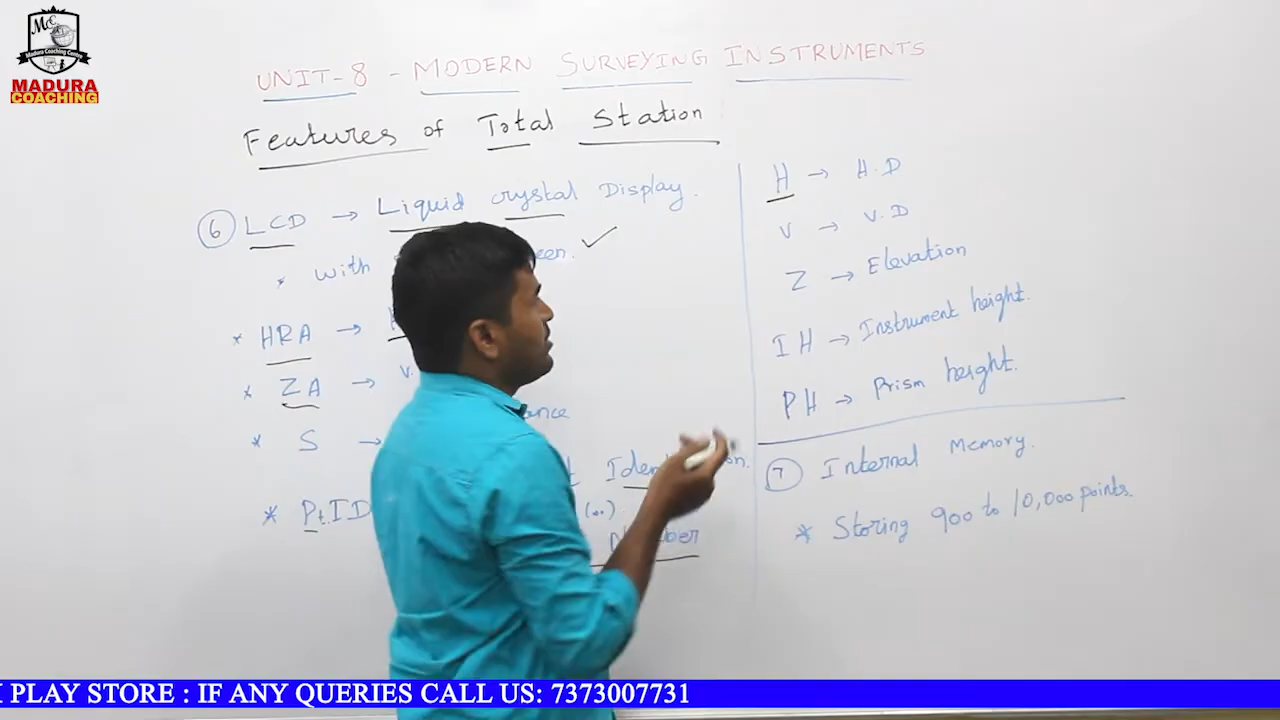 MCC
Madura Coaching Centre
MADURA
COACHING
UNIT-8 - MODERN SURVEYING INSTRUMENTS
Features of Total Station
6 LCD → Liquid crystal Display.
* with
* HRA →
* ZA → V.
* S →
* Pt.ID
(or)
H → H.D
V → V.D
Z → Elevation
IH → Instrument height.
PH → Prism height.
7 Internal Memory.
* Storing 900 to 10,000 points.
PLAY STORE : IF ANY QUERIES CALL US: 7373007731